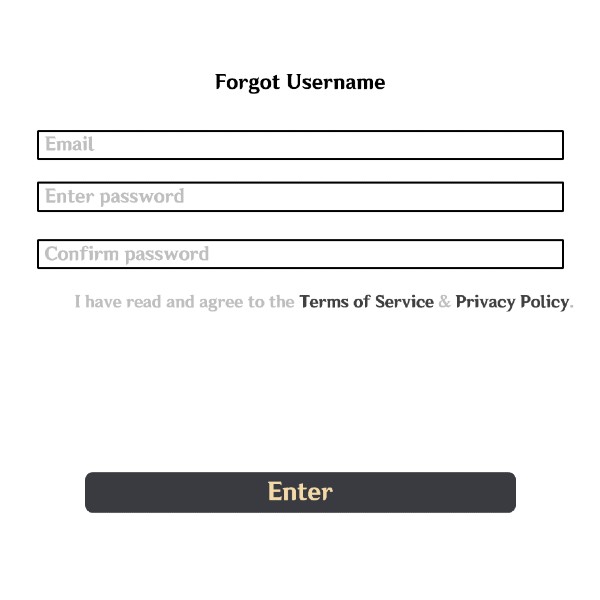 Forgot Username
Email
Enter password
Confirm password
I have read and agree to the Terms of Service & Privacy Policy.
Enter